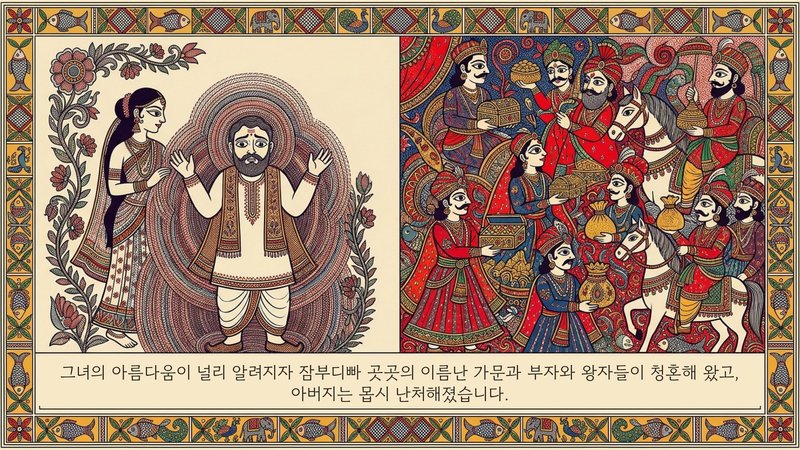 그녀의 아름다움이 널리 알려지자 잠부디빠 곳곳의 이름난 가문과 부자와 왕자들이 청혼해 왔고,
아버지는 몹시 난처해졌습니다.